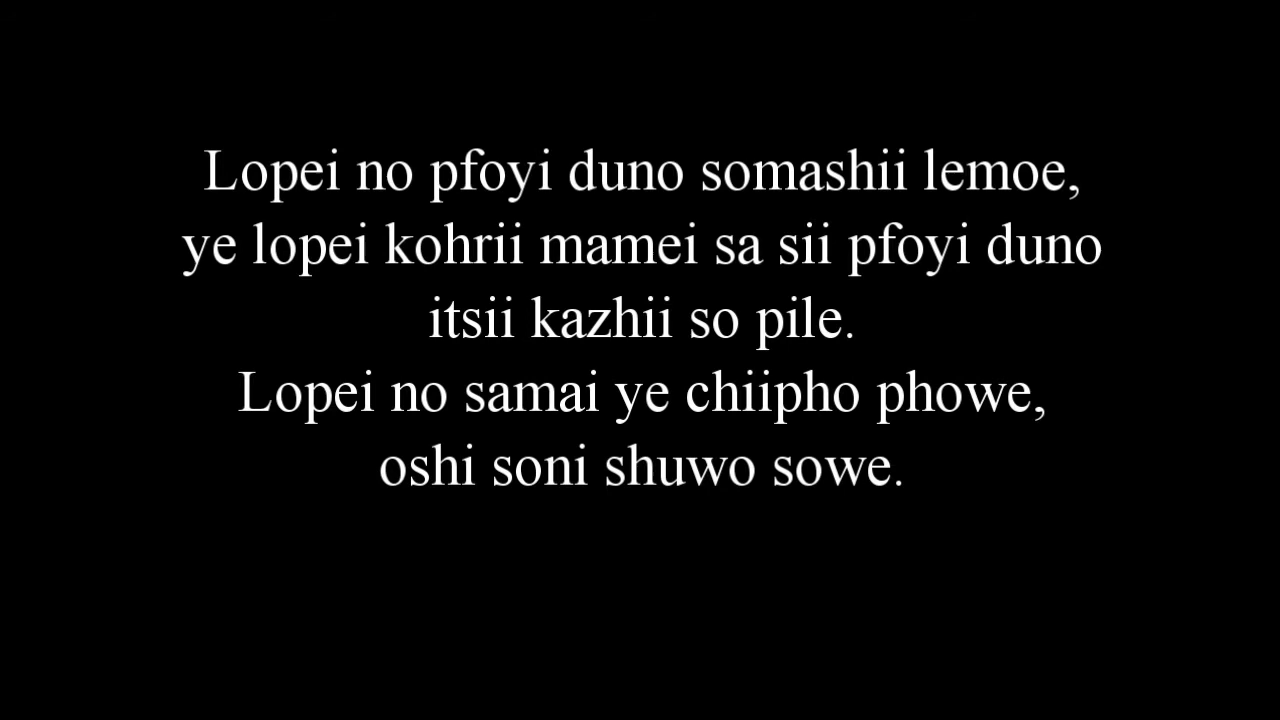 Lopei no pfoyi duno somashii lemoe,
ye lopei kohrii mamei sa sii pfoyi duno
itsii kazhii so pile.
Lopei no samai ye chiipho phowe,
oshi soni shuwo sowe.